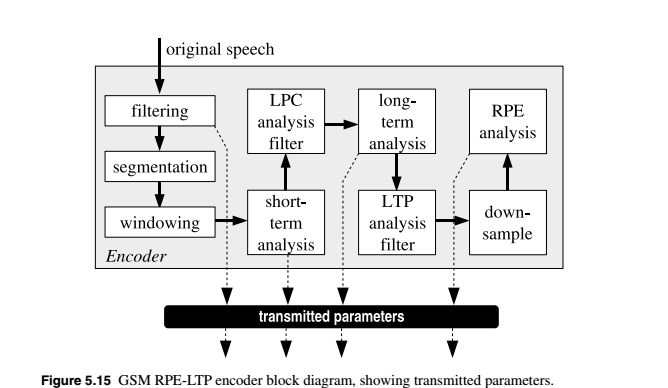 original speech
filtering
segmentation
windowing
LPC
analysis
filter
short-
term
analysis
long-
term
analysis
LTP
analysis
filter
RPE
analysis
down-
sample
Encoder
transmitted parameters
Figure 5.15 GSM RPE-LTP encoder block diagram, showing transmitted parameters.